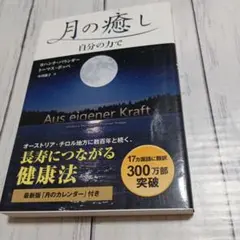 月の癒し
自分の力で
ヨハンナ・パウンガー
トーマス・ポッペ
Aus eigener Kraft
オーストリア・チロル地方に数百年と続く、
長寿につながる
健康法
最新版「月のカレンダー」付き
17カ国語に翻訳
300万部
突破